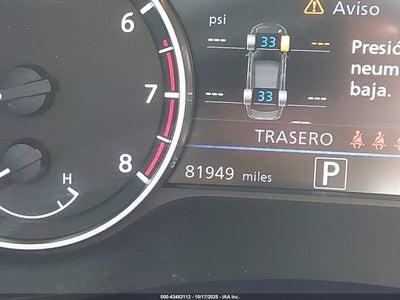 6
7
8
H
psi
33
---
---
33
---
---
Aviso
Presió
neum
baja.
TRASERO
81949 miles
P
000-43482112 - 10/17/2025 - IAA Corp.